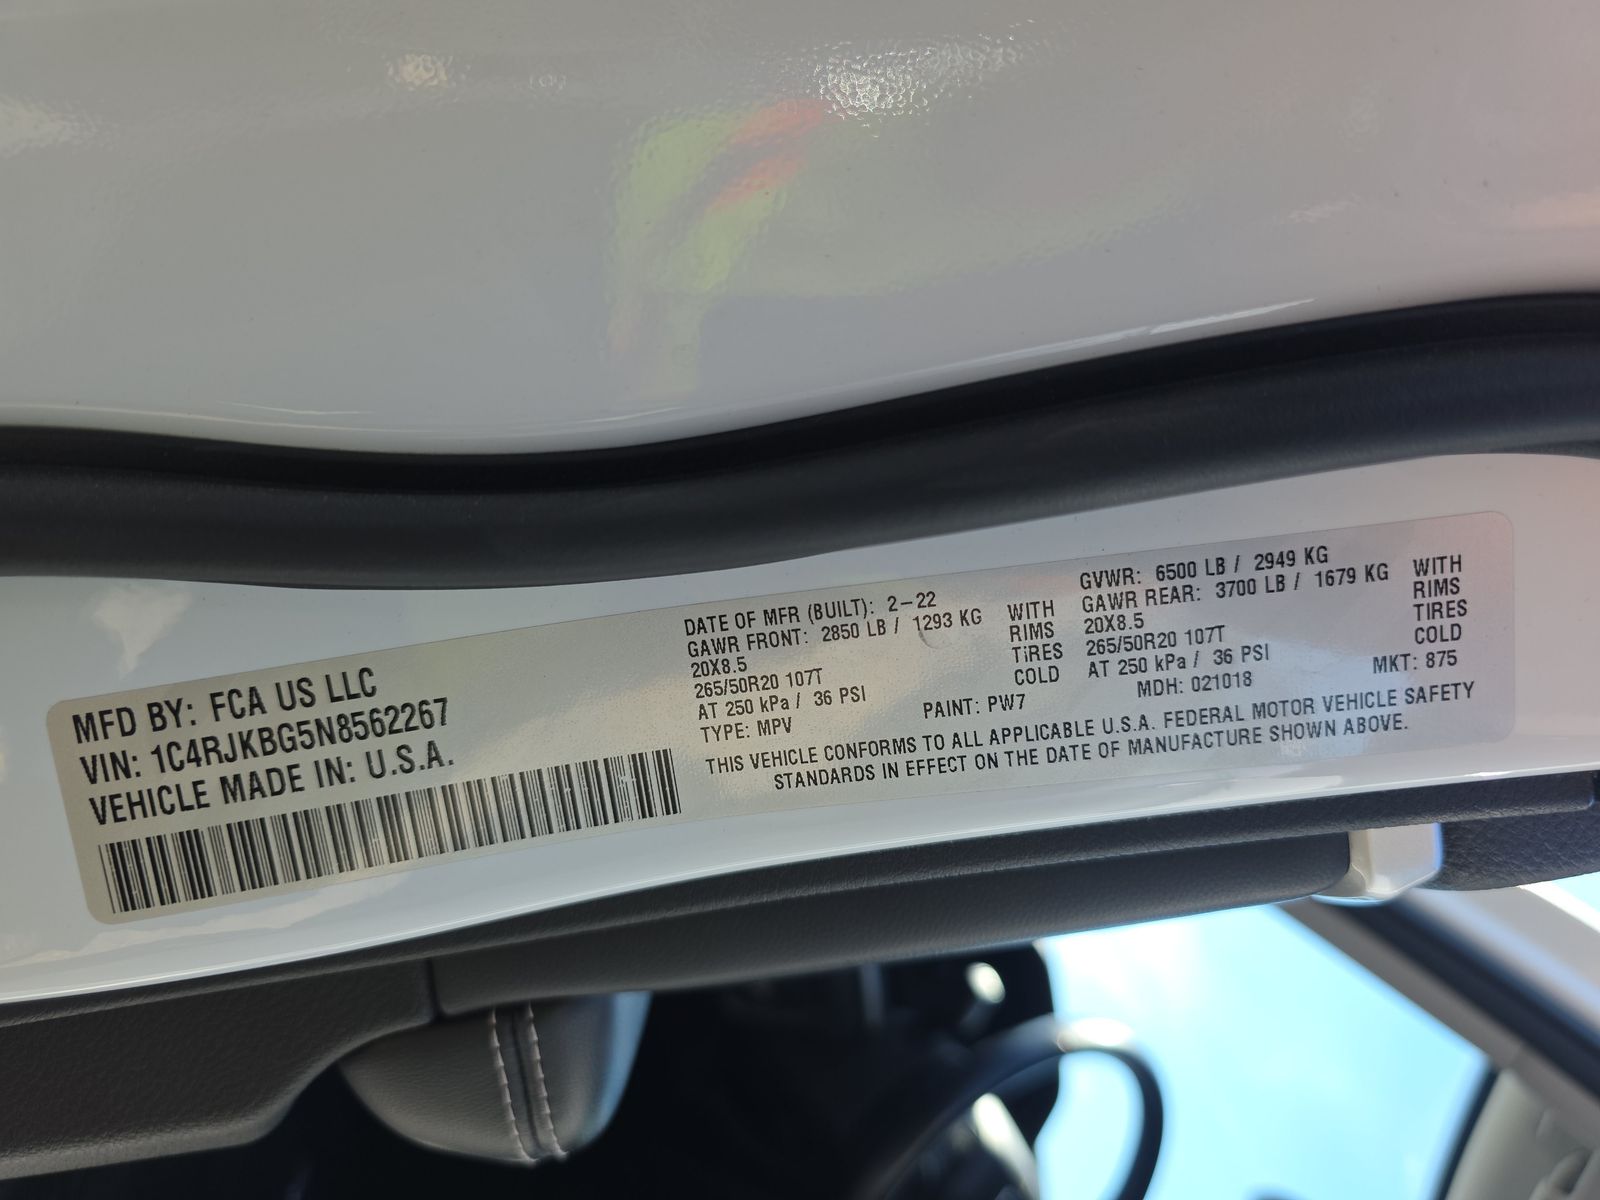 MFD BY: FCA US LLC
VIN: 1C4RJKBG5N8562267
VEHICLE MADE IN: U.S.A.
DATE OF MFR (BUILT): 2-22
GAWR FRONT: 2850 LB / 1293 KG WITH
20X8.5 RIMS
265/50R20 107T TIRES
AT 250 kPa / 36 PSI COLD
TYPE: MPV PAINT: PW7
GVWR: 6500 LB / 2949 KG
GAWR REAR: 3700 LB / 1679 KG WITH
20X8.5 RIMS
265/50R20 107T TIRES
AT 250 kPa / 36 PSI COLD
MDH: 021018 MKT: 875
THIS VEHICLE CONFORMS TO ALL APPLICABLE U.S.A. FEDERAL MOTOR VEHICLE SAFETY
STANDARDS IN EFFECT ON THE DATE OF MANUFACTURE SHOWN ABOVE.